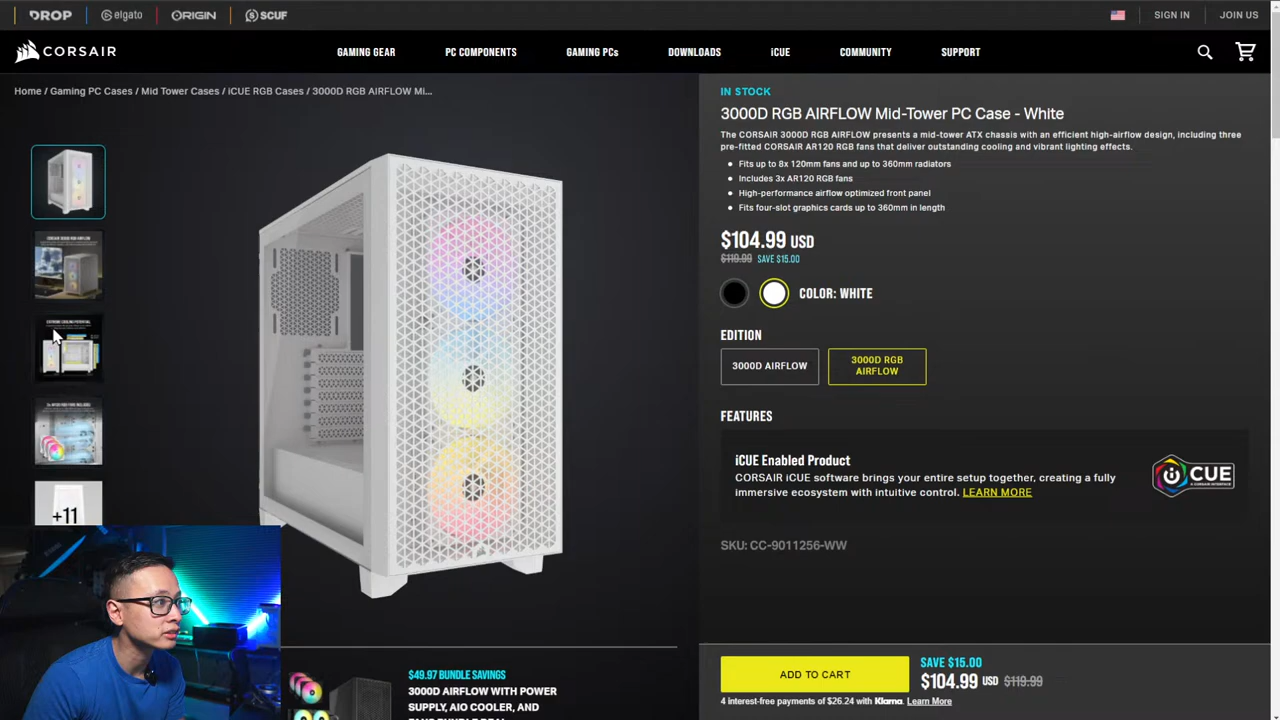 DROP
elgato
ORIGIN
SCUF
SIGN IN
JOIN US
CORSAIR
GAMING GEAR
PC COMPONENTS
GAMING PCs
DOWNLOADS
iCUE
COMMUNITY
SUPPORT
Home / Gaming PC Cases / Mid Tower Cases / iCUE RGB Cases / 3000D RGB AIRFLOW Mi...
IN STOCK
3000D RGB AIRFLOW Mid-Tower PC Case - White
The CORSAIR 3000D RGB AIRFLOW presents a mid-tower ATX chassis with an efficient high-airflow design, including three
pre-fitted CORSAIR AR120 RGB fans that deliver outstanding cooling and vibrant lighting effects.
Fits up to 8x 120mm fans and up to 360mm radiators
Includes 3x AR120 RGB fans
High-performance airflow optimized front panel
Fits four-slot graphics cards up to 360mm in length
$104.99 USD
$119.99 SAVE $15.00
COLOR: WHITE
EDITION
3000D AIRFLOW
3000D RGB
AIRFLOW
FEATURES
iCUE Enabled Product
CORSAIR iCUE software brings your entire setup together, creating a fully
immersive ecosystem with intuitive control. LEARN MORE
iCUE
SKU: CC-9011256-WW
+11
$49.97 BUNDLE SAVINGS
3000D AIRFLOW WITH POWER
SUPPLY, AIO COOLER, AND
ADD TO CART
SAVE $15.00
$104.99 USD $119.99
4 interest-free payments of $26.24 with Klarna. Learn More